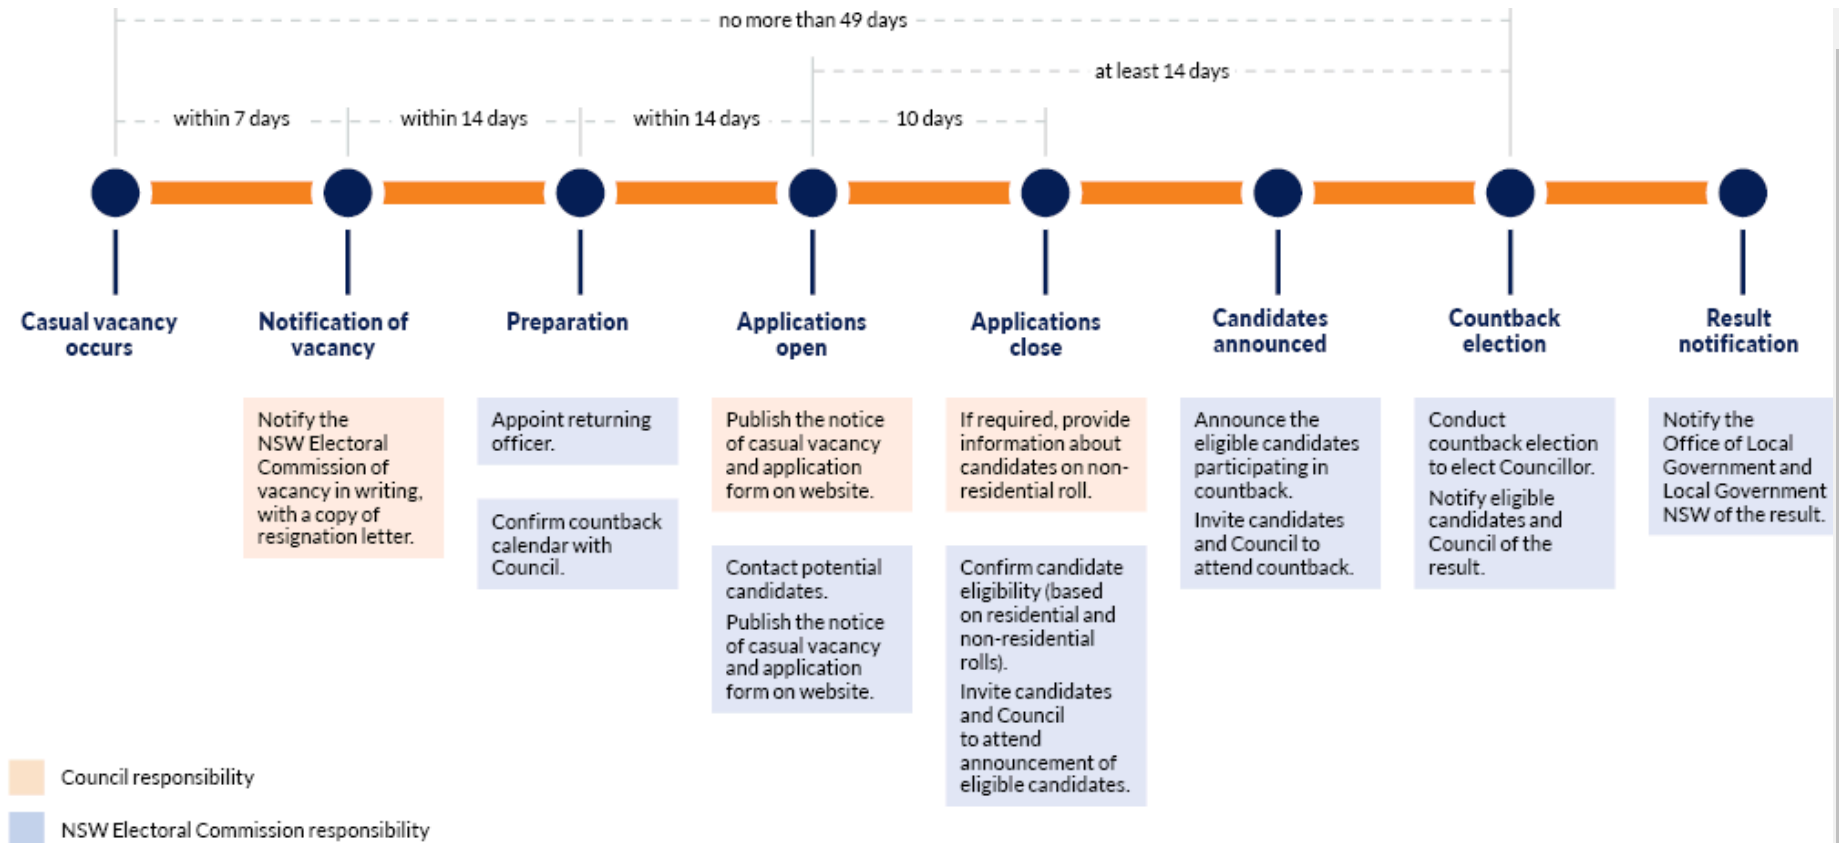 no more than 49 days
at least 14 days
within 7 days
within 14 days
within 14 days
10 days
Casual vacancy
occurs
Notification of
vacancy
Notify the
NSW Electoral
Commission of
vacancy in writing,
with a copy of
resignation letter.
Preparation
Appoint returning
officer.
Confirm countback
calendar with
Council.
Applications
open
Publish the notice
of casual vacancy
and application
form on website.
Contact potential
candidates.
Publish the notice
of casual vacancy
and application
form on website.
Applications
close
If required, provide
information about
candidates on non-
residential roll.
Confirm candidate
eligibility (based
on residential and
non-residential
rolls).
Invite candidates
and Council
to attend
announcement of
eligible candidates.
Candidates
announced
Announce the
eligible candidates
participating in
countback.
Invite candidates
and Council to
attend countback.
Countback
election
Conduct
countback election
to elect Councillor.
Notify eligible
candidates and
Council of the
result.
Result
notification
Notify the
Office of Local
Government and
Local Government
NSW of the result.
Council responsibility
NSW Electoral Commission responsibility